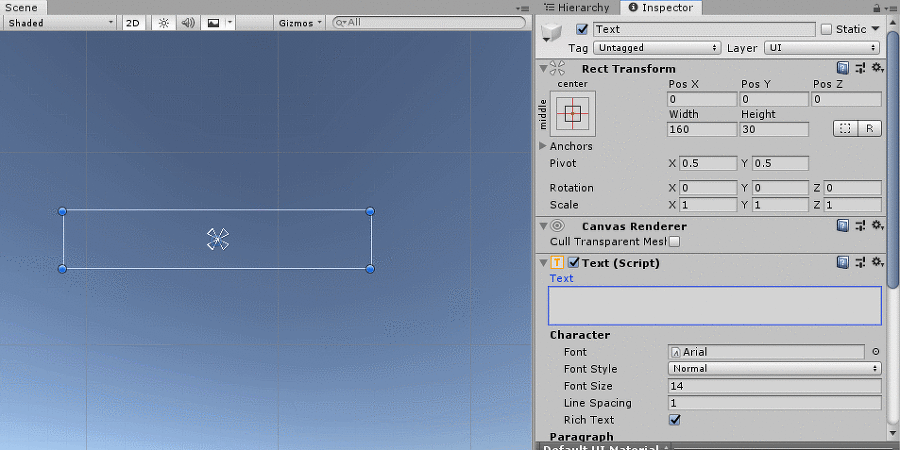 Scene
Shaded 2D Gizmos All
Hierarchy Inspector
Text Static
Tag Untagged Layer UI
Rect Transform
center Pos X Pos Y Pos Z
middle 0 0 0
Width Height
160 30 R
Anchors
Pivot X 0.5 Y 0.5
Rotation X 0 Y 0 Z 0
Scale X 1 Y 1 Z 1
Canvas Renderer
Cull Transparent Mesh
T Text (Script)
Text
Character
Font A Arial
Font Style Normal
Font Size 14
Line Spacing 1
Rich Text
Paragraph
Default UI Material